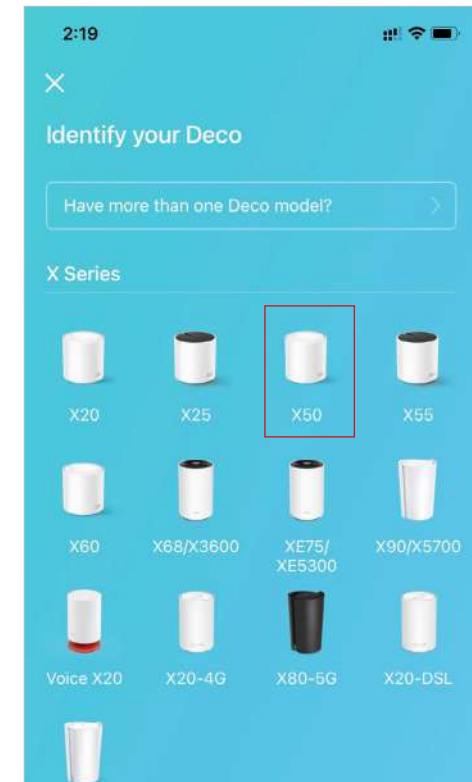 2:19
Identify your Deco
Have more than one Deco model?
X Series
X20 X25 X50 X55
X60 X68/X3600 XE75/ X90/X5700
XE5300
Voice X20 X20-4G X80-5G X20-DSL